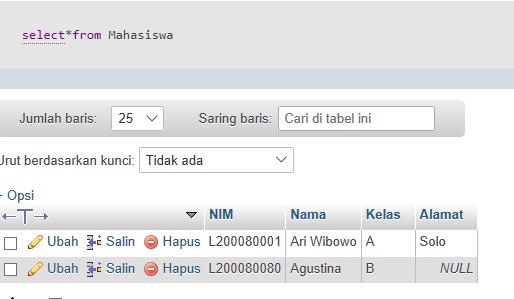 select*from Mahasiswa
Jumlah baris: 25 Saring baris: Cari di tabel ini
Urut berdasarkan kunci: Tidak ada
+ Opsi
NIM Nama Kelas Alamat
Ubah Salin Hapus L200080001 Ari Wibowo A Solo
Ubah Salin Hapus L200080080 Agustina B NULL